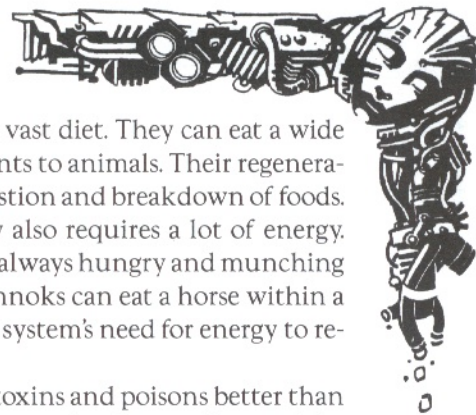 vast diet. They can eat a wide
nts to animals. Their regenera-
stion and breakdown of foods.
also requires a lot of energy.
always hungry and munching
nnoks can eat a horse within a
system's need for energy to re-
toxins and poisons better than